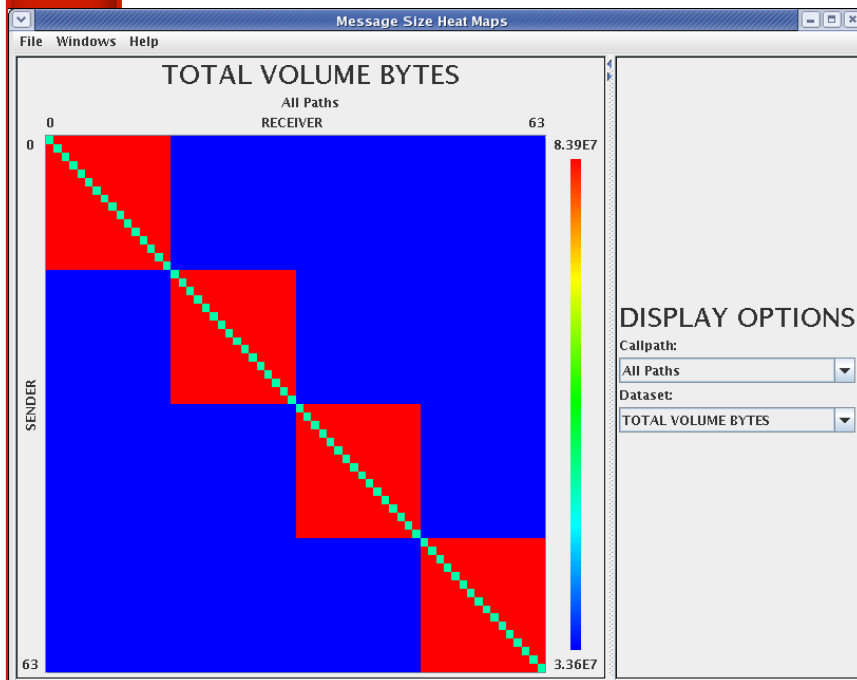 Message Size Heat Maps
File Windows Help
TOTAL VOLUME BYTES
All Paths
0 RECEIVER 63
0
SENDER
63
8.39E7
3.36E7
DISPLAY OPTIONS
Callpath:
All Paths
Dataset:
TOTAL VOLUME BYTES